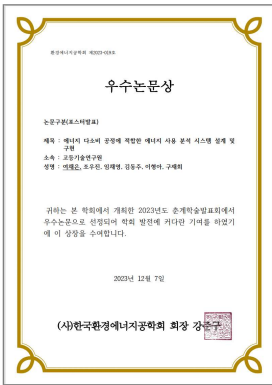 환경에너지공학회 제2023-018호
우수논문상
논문구분(포스터발표)
제목 : 에너지 다소비 공정에 적합한 에너지 사용 분석 시스템 설계 및
구현
소속 : 고등기술연구원
성명 : 여채은, 조우진, 임채영, 김동주, 이형아, 구재회
귀하는 본 학회에서 개최한 2023년도 춘계학술발표회에서
우수논문으로 선정되어 학회 발전에 커다란 기여를 하였기
에 이 상장을 수여합니다.
2023년 12월 7일
(사)한국환경에너지공학회 회장 강준구